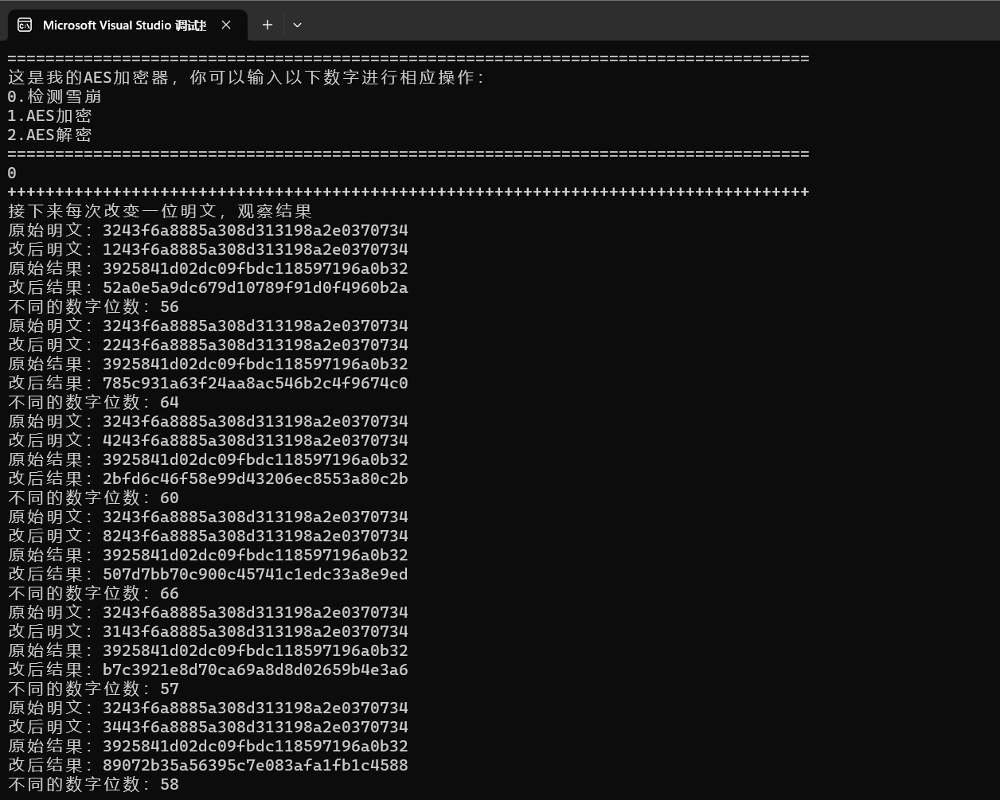 Microsoft Visual Studio 调试
====================================================================================
这是我的AES加密器，你可以输入以下数字进行相应操作：
0.检测雪崩
1.AES加密
2.AES解密
====================================================================================
0
++++++++++++++++++++++++++++++++++++++++++++++++++++++++++++++++++++++++++++++++++++
接下来每次改变一位明文，观察结果
原始明文：3243f6a8885a308d313198a2e0370734
改后明文：1243f6a8885a308d313198a2e0370734
原始结果：3925841d02dc09fbdc118597196a0b32
改后结果：52a0e5a9dc679d10789f91d0f4960b2a
不同的数字位数：56
原始明文：3243f6a8885a308d313198a2e0370734
改后明文：2243f6a8885a308d313198a2e0370734
原始结果：3925841d02dc09fbdc118597196a0b32
改后结果：785c931a63f24aa8ac546b2c4f9674c0
不同的数字位数：64
原始明文：3243f6a8885a308d313198a2e0370734
改后明文：4243f6a8885a308d313198a2e0370734
原始结果：3925841d02dc09fbdc118597196a0b32
改后结果：2bfd6c46f58e99d43206ec8553a80c2b
不同的数字位数：60
原始明文：3243f6a8885a308d313198a2e0370734
改后明文：8243f6a8885a308d313198a2e0370734
原始结果：3925841d02dc09fbdc118597196a0b32
改后结果：507d7bb70c900c45741c1edc33a8e9ed
不同的数字位数：66
原始明文：3243f6a8885a308d313198a2e0370734
改后明文：3143f6a8885a308d313198a2e0370734
原始结果：3925841d02dc09fbdc118597196a0b32
改后结果：b7c3921e8d70ca69a8d8d02659b4e3a6
不同的数字位数：57
原始明文：3243f6a8885a308d313198a2e0370734
改后明文：3443f6a8885a308d313198a2e0370734
原始结果：3925841d02dc09fbdc118597196a0b32
改后结果：89072b35a56395c7e083afa1fb1c4588
不同的数字位数：58